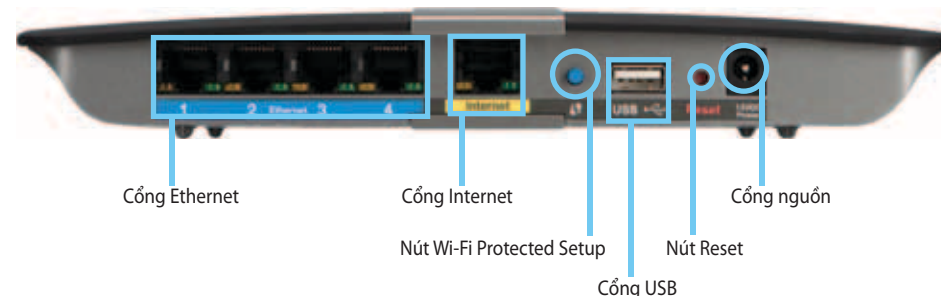 1 2 Ethernet 3 4
Internet
USB
Reset
Cổng Ethernet
Cổng Internet
Cổng nguồn
Nút Wi-Fi Protected Setup
Nút Reset
Cổng USB